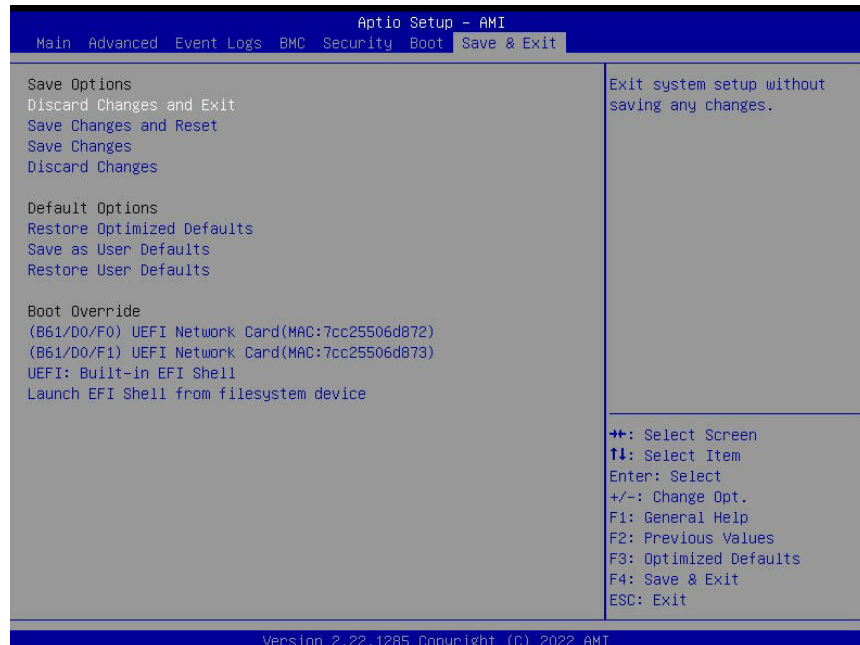 Aptio Setup – AMI
Main Advanced Event Logs BMC Security Boot Save & Exit
Save Options
Discard Changes and Exit
Save Changes and Reset
Save Changes
Discard Changes
Default Options
Restore Optimized Defaults
Save as User Defaults
Restore User Defaults
Boot Override
(B61/D0/F0) UEFI Network Card(MAC:7cc25506d872)
(B61/D0/F1) UEFI Network Card(MAC:7cc25506d873)
UEFI: Built-in EFI Shell
Launch EFI Shell from filesystem device
Exit system setup without
saving any changes.
→←: Select Screen
↑↓: Select Item
Enter: Select
+/-: Change Opt.
F1: General Help
F2: Previous Values
F3: Optimized Defaults
F4: Save & Exit
ESC: Exit
Version 2.22.1285 Copyright (C) 2022 AMI